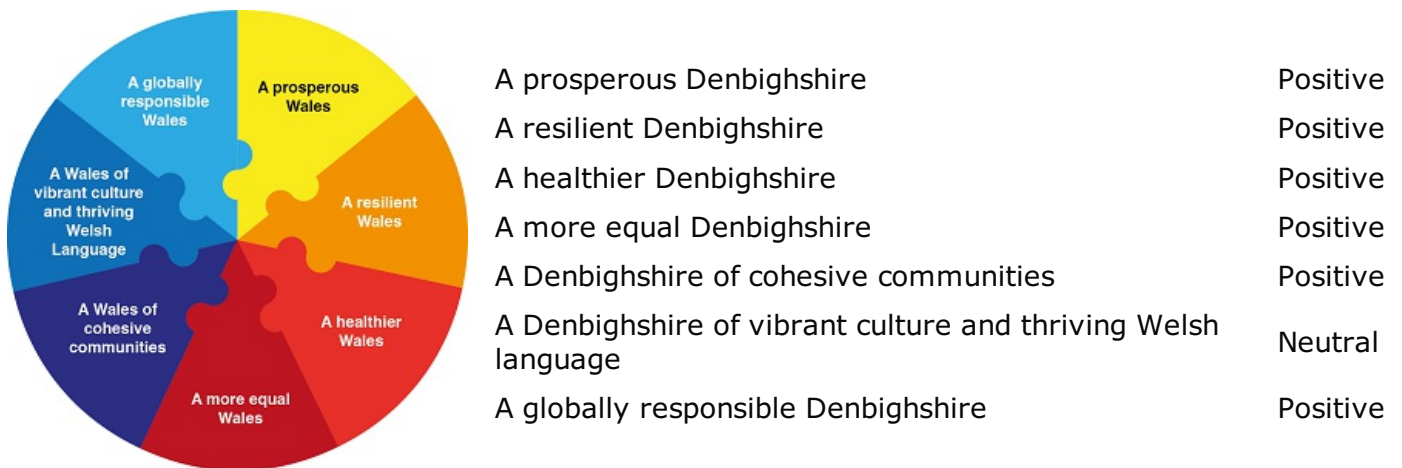 A globally
responsible
Wales
A prosperous
Wales
A resilient
Wales
A healthier
Wales
A more equal
Wales
A Wales of
cohesive
communities
A Wales of
vibrant culture
and thriving
Welsh
Language
A prosperous Denbighshire Positive
A resilient Denbighshire Positive
A healthier Denbighshire Positive
A more equal Denbighshire Positive
A Denbighshire of cohesive communities Positive
A Denbighshire of vibrant culture and thriving Welsh
language Neutral
A globally responsible Denbighshire Positive